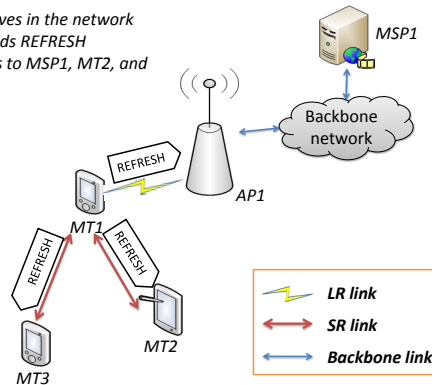 ves in the network
ds REFRESH
s to MSP1, MT2, and
MSP1
Backbone
network
REFRESH
AP1
MT1
REFRESH
REFRESH
MT2
MT3
LR link
SR link
Backbone link